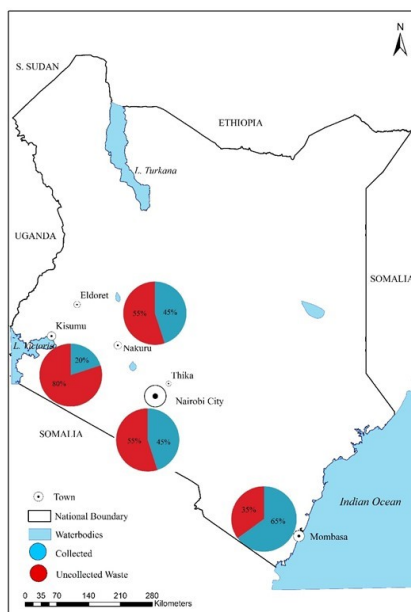 N
S. SUDAN
ETHIOPIA
L. Turkana
UGANDA
SOMALIA
Eldoret
55%
45%
Kisumu
Nakuru
L. Victoria
20%
80%
Thika
Nairobi City
SOMALIA
55%
45%
35%
65%
Indian Ocean
Mombasa
Town
National Boundary
Waterbodies
Collected
Uncollected Waste
0 35 70 140 210 280
Kilometers